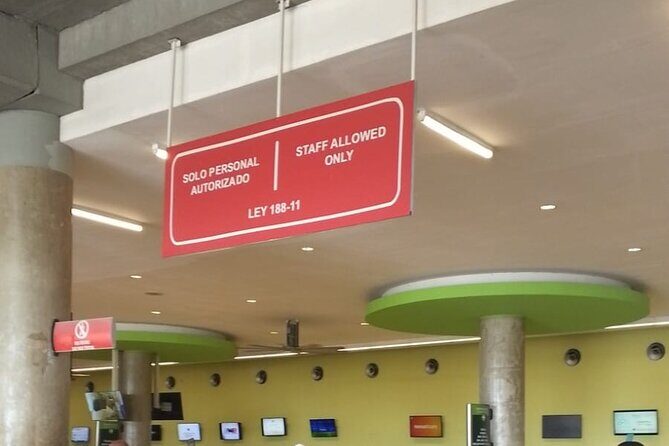 SOLO PERSONAL
AUTORIZADO
STAFF ALLOWED
ONLY
LEY 188-11